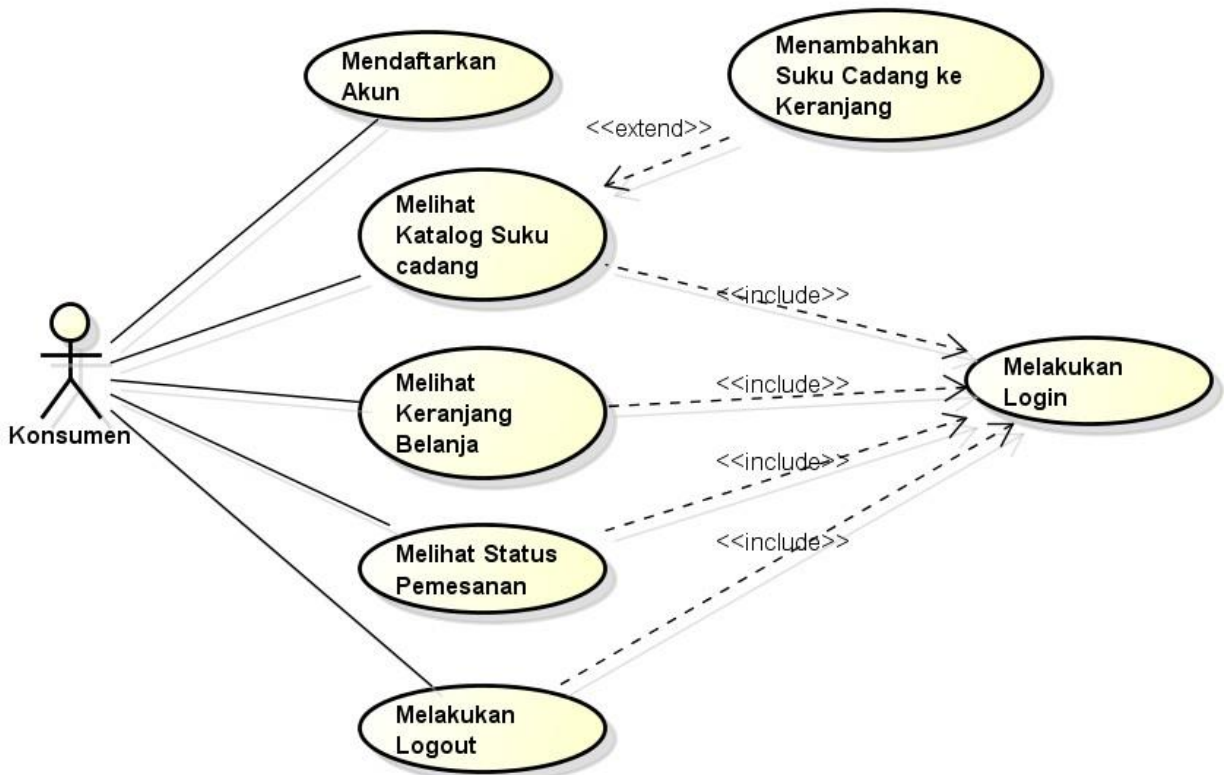 Mendaftarkan
Akun
Menambahkan
Suku Cadang ke
Keranjang
<<extend>>
Melihat
Katalog Suku
cadang
<<include>>
Melakukan
Login
Melihat
Keranjang
Belanja
<<include>>
Konsumen
<<include>>
Melihat Status
Pemesanan
<<include>>
Melakukan
Logout